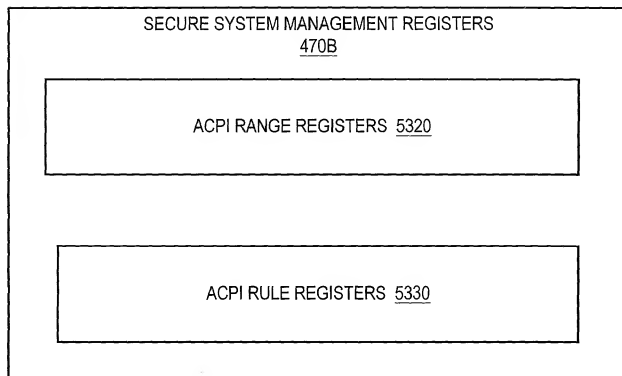 SECURE SYSTEM MANAGEMENT REGISTERS
470B
ACPI RANGE REGISTERS 5320
ACPI RULE REGISTERS 5330